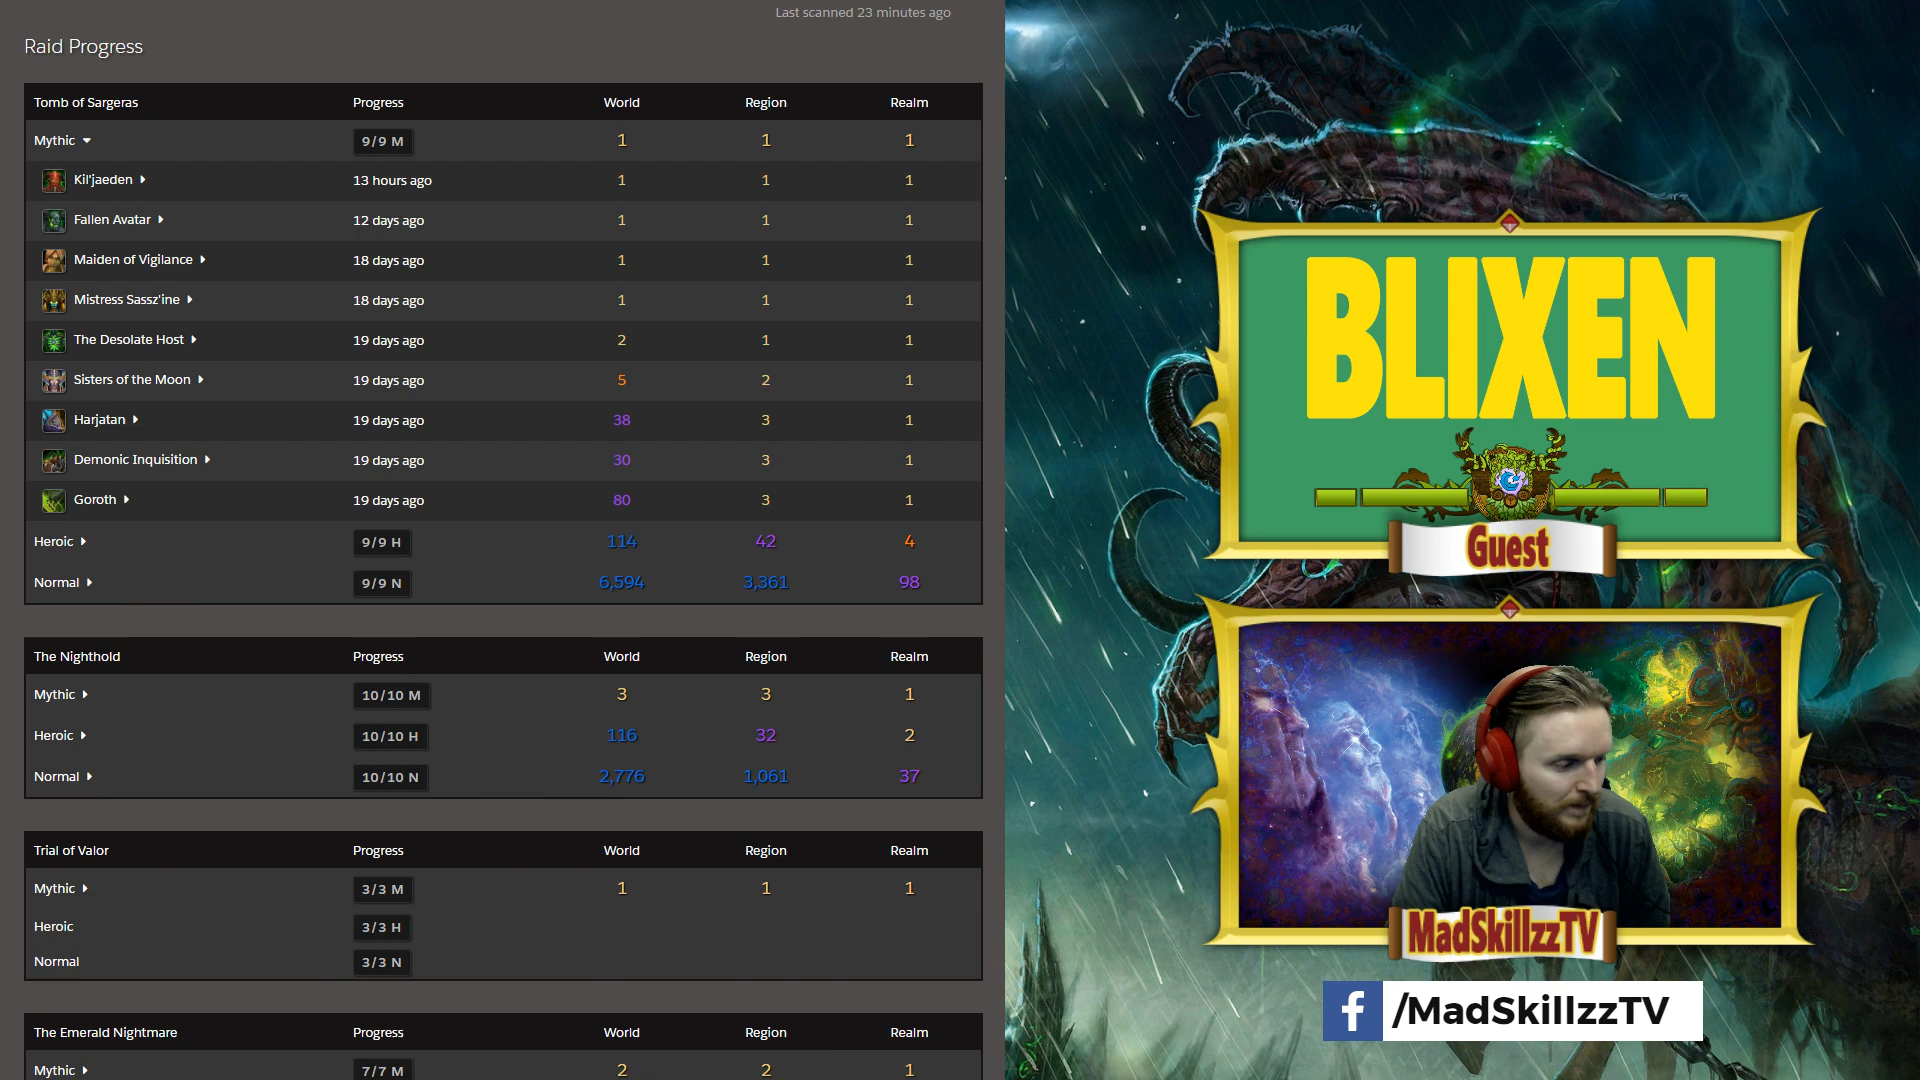 Last scanned 23 minutes ago
Raid Progress
Tomb of Sargeras Progress World Region Realm
Mythic 9/9 M 1 1 1
Kil'jaeden 13 hours ago 1 1 1
Fallen Avatar 12 days ago 1 1 1
Maiden of Vigilance 18 days ago 1 1 1
Mistress Sassz'ine 18 days ago 1 1 1
The Desolate Host 19 days ago 2 1 1
Sisters of the Moon 19 days ago 5 2 1
Harjatan 19 days ago 38 3 1
Demonic Inquisition 19 days ago 30 3 1
Goroth 19 days ago 80 3 1
Heroic 9/9 H 114 42 4
Normal 9/9 N 6,594 3,361 98
The Nighthold Progress World Region Realm
Mythic 10/10 M 3 3 1
Heroic 10/10 H 116 32 2
Normal 10/10 N 2,776 1,061 37
Trial of Valor Progress World Region Realm
Mythic 3/3 M 1 1 1
Heroic 3/3 H
Normal 3/3 N
The Emerald Nightmare Progress World Region Realm
Mythic 7/7 M 2 2 1
BLIXEN
Guest
MadSkillzzTV
f /MadSkillzzTV